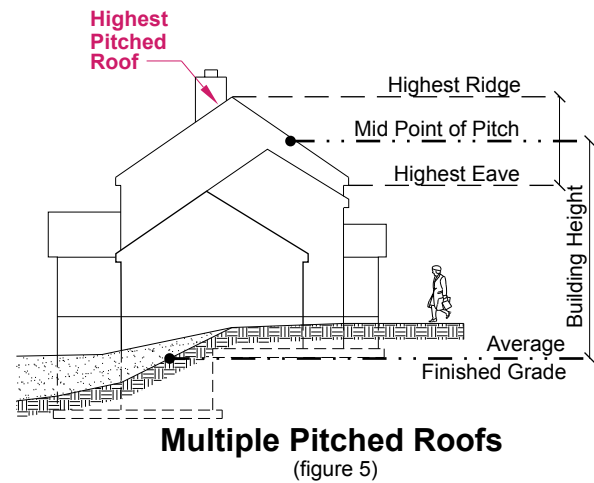 Highest
Pitched
Roof
Highest Ridge
Mid Point of Pitch
Highest Eave
Building Height
Average
Finished Grade
Multiple Pitched Roofs
(figure 5)